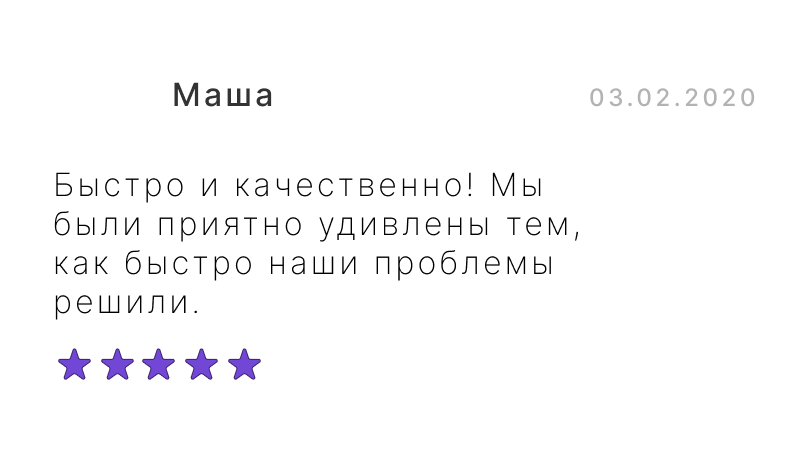 Маша
03.02.2020
Быстро и качественно! Мы
были приятно удивлены тем,
как быстро наши проблемы
решили.